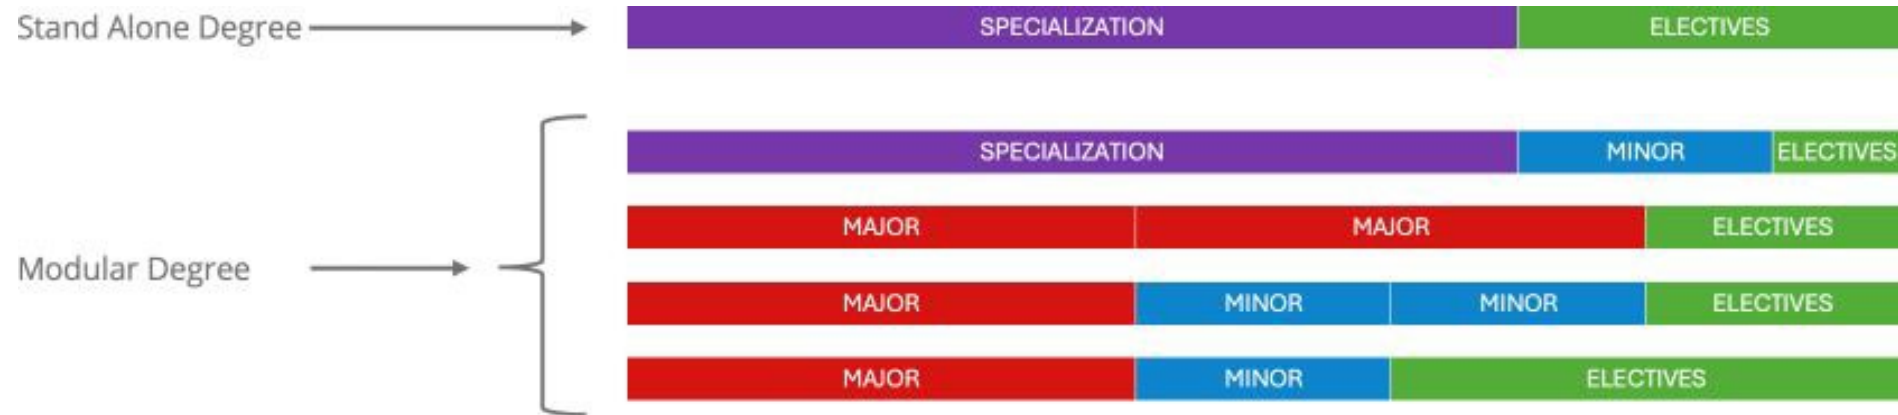 Stand Alone Degree SPECIALIZATION ELECTIVES
SPECIALIZATION MINOR ELECTIVES
MAJOR MAJOR ELECTIVES
Modular Degree
MAJOR MINOR MINOR ELECTIVES
MAJOR MINOR ELECTIVES